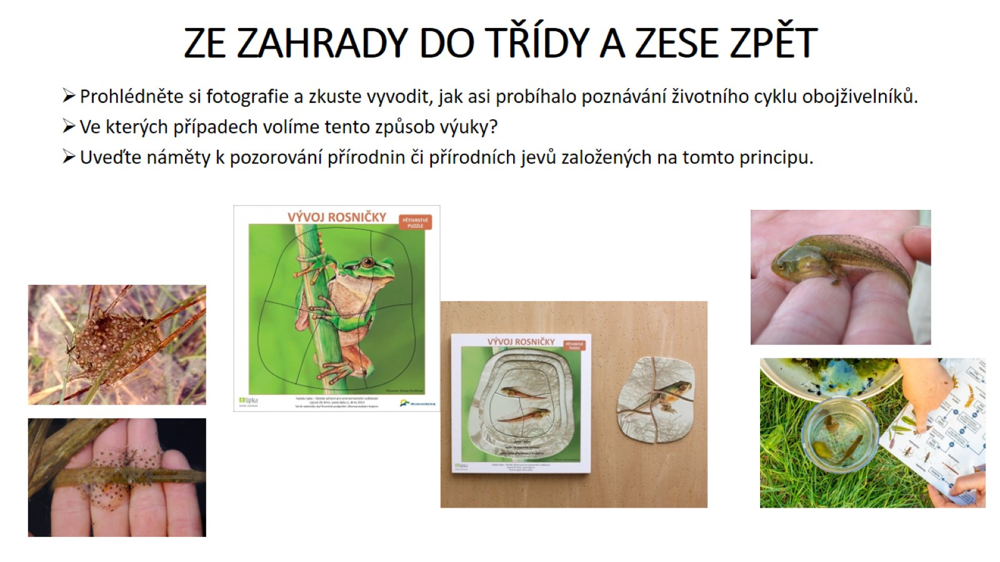 ZE ZAHRADY DO TŘÍDY A ZESE ZPĚT
Prohlédněte si fotografie a zkuste vyvodit, jak asi probíhalo poznávání životního cyklu obojživelníků.
Ve kterých případech volíme tento způsob výuky?
Uveďte náměty k pozorování přírodnin či přírodních jevů založených na tomto principu.
VÝVOJ ROSNIČKY
PĚTIVRSTVÉ
PUZZLE
lipka
VÝVOJ ROSNIČKY
PĚTIVRSTVÉ
PUZZLE
lipka